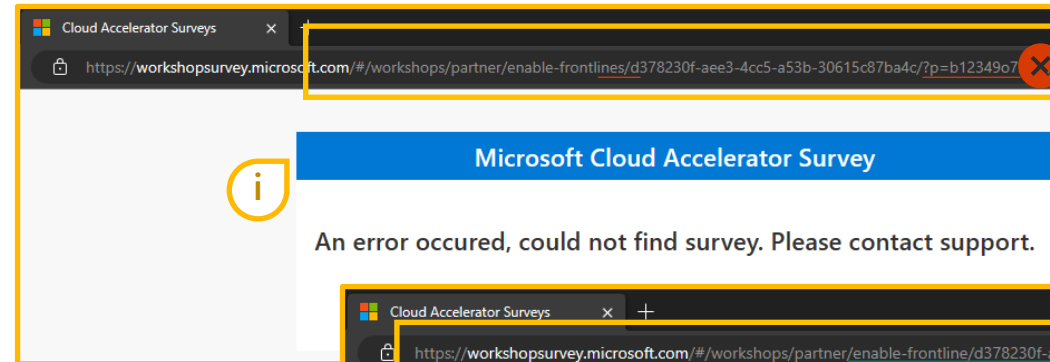 Cloud Accelerator Surveys
https://workshopsurvey.microsoft.com/#/workshops/partner/enable-frontlines/d378230f-aee3-4cc5-a53b-30615c87ba4c/?p=b12349o7
Microsoft Cloud Accelerator Survey
i
An error occured, could not find survey. Please contact support.
Cloud Accelerator Surveys
https://workshopsurvey.microsoft.com/#/workshops/partner/enable-frontline/d378230f-